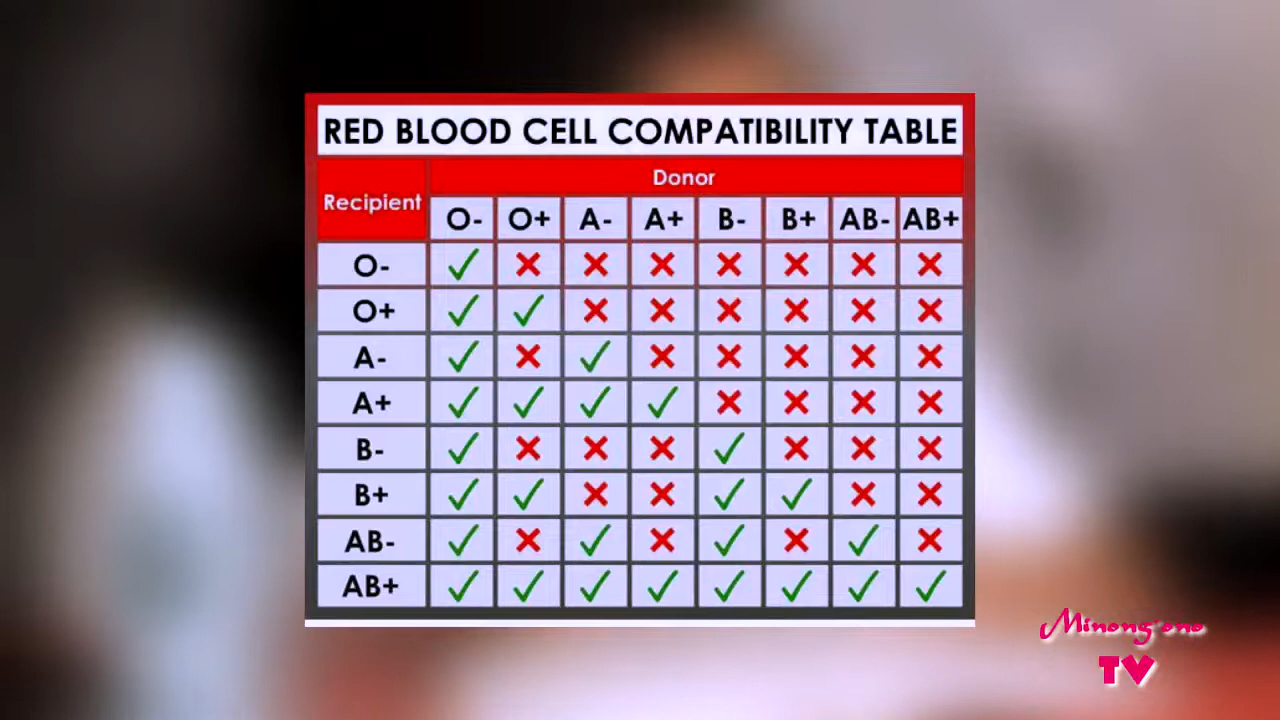 RED BLOOD CELL COMPATIBILITY TABLE
Donor
Recipient
O- O+ A- A+ B- B+ AB- AB+
O- ✓ ✗ ✗ ✗ ✗ ✗ ✗ ✗
O+ ✓ ✓ ✗ ✗ ✗ ✗ ✗ ✗
A- ✓ ✗ ✓ ✗ ✗ ✗ ✗ ✗
A+ ✓ ✓ ✓ ✓ ✗ ✗ ✗ ✗
B- ✓ ✗ ✗ ✗ ✓ ✗ ✗ ✗
B+ ✓ ✓ ✗ ✗ ✓ ✓ ✗ ✗
AB- ✓ ✗ ✓ ✗ ✓ ✗ ✓ ✗
AB+ ✓ ✓ ✓ ✓ ✓ ✓ ✓ ✓
Minong'ono
TV